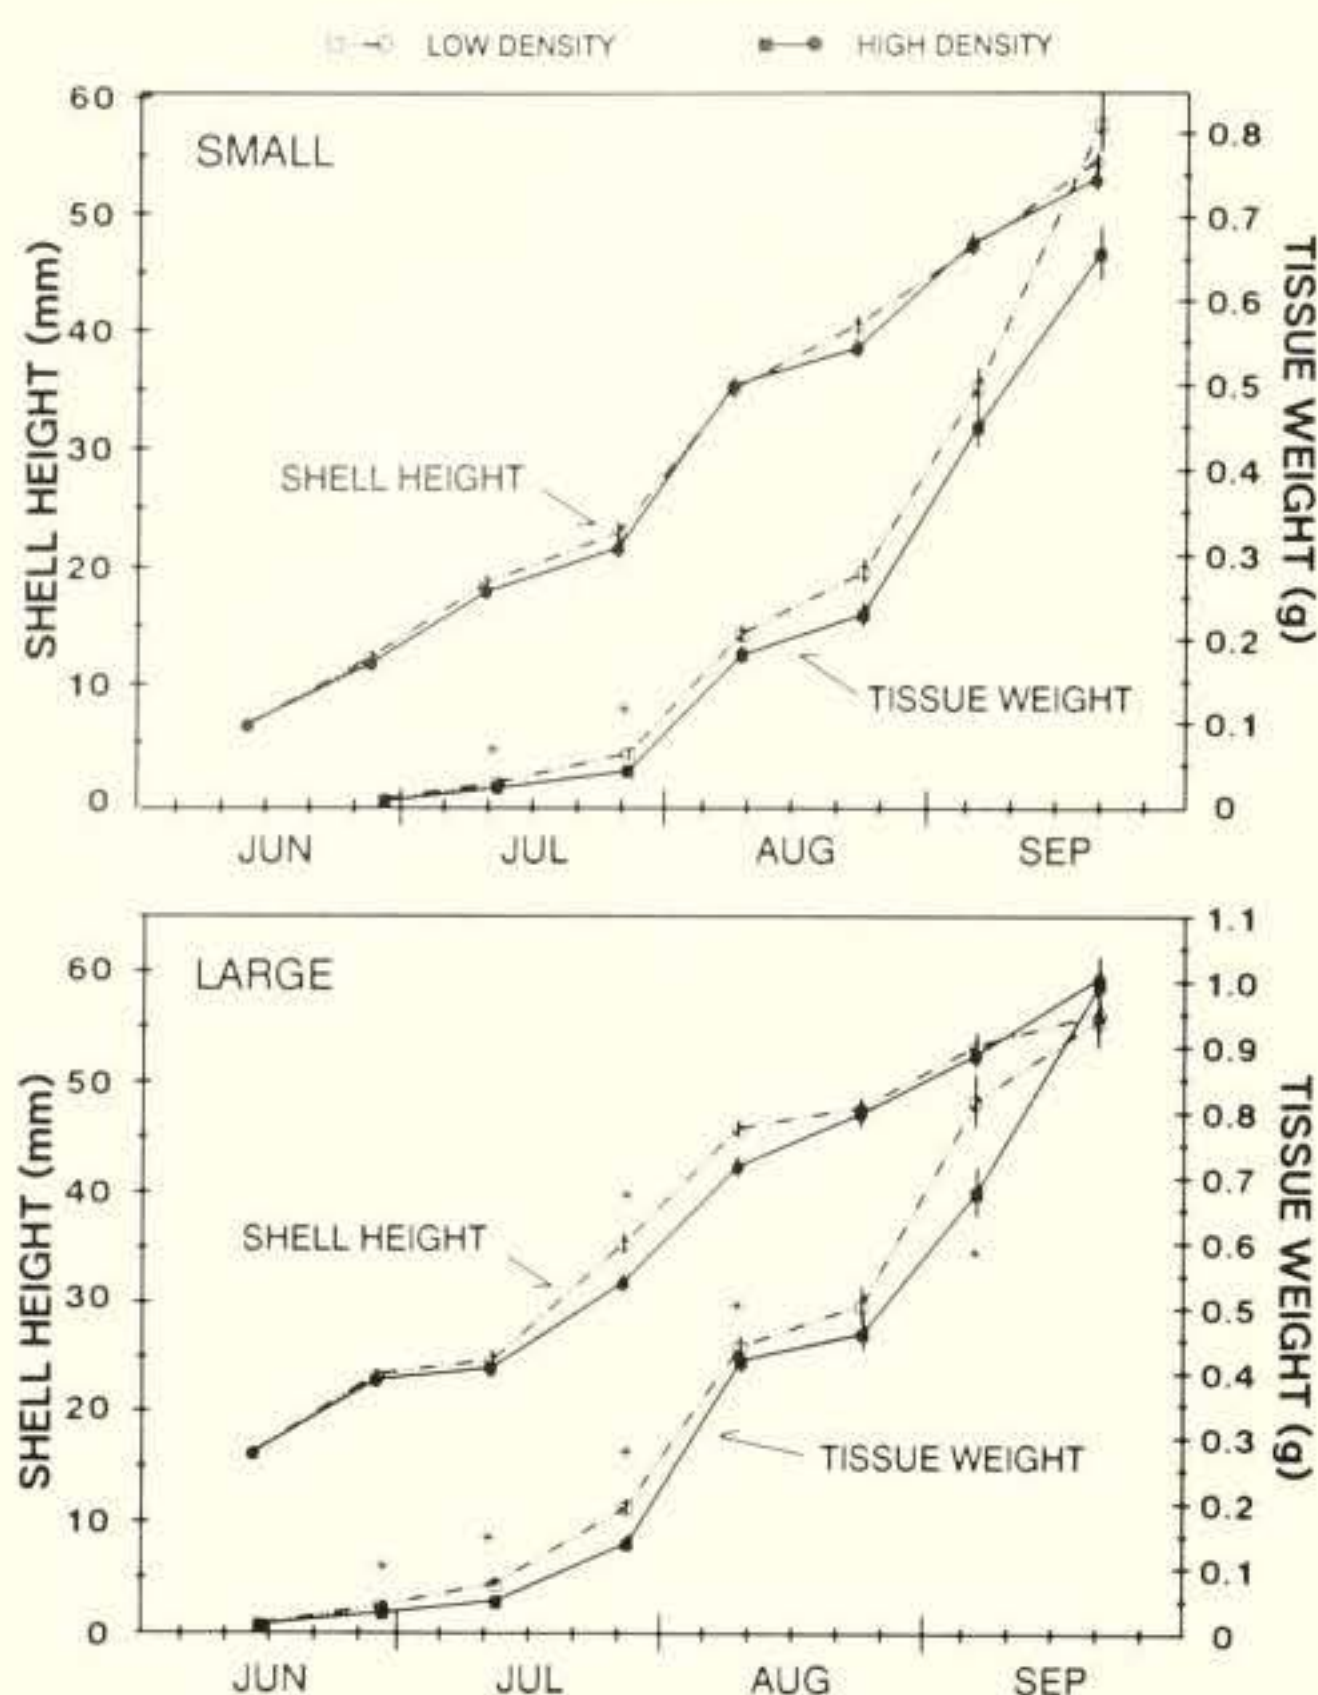 LOW DENSITY HIGH DENSITY
SMALL
SHELL HEIGHT (mm)
60
50
40
30
20
10
0
SHELL HEIGHT
TISSUE WEIGHT
TISSUE WEIGHT (g)
0.8
0.7
0.6
0.5
0.4
0.3
0.2
0.1
0
JUN JUL AUG SEP
LARGE
SHELL HEIGHT (mm)
60
50
40
30
20
10
0
SHELL HEIGHT
TISSUE WEIGHT
TISSUE WEIGHT (g)
1.1
1.0
0.9
0.8
0.7
0.6
0.5
0.4
0.3
0.2
0.1
0
JUN JUL AUG SEP